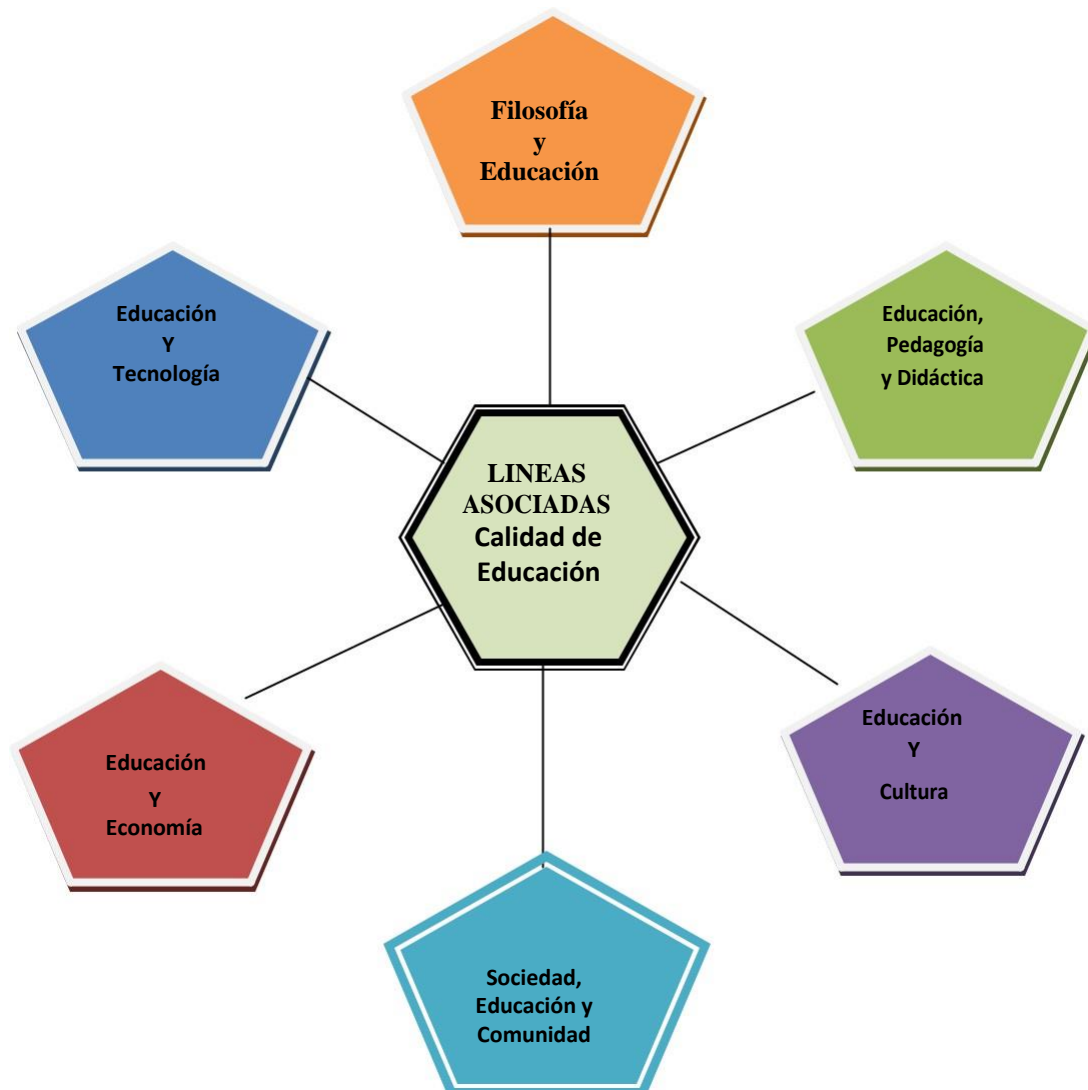 Filosofía
y
Educación
Educación
Y
Tecnología
Educación,
Pedagogía
y Didáctica
LINEAS
ASOCIADAS
Calidad de
Educación
Educación
Y
Economía
Educación
Y
Cultura
Sociedad,
Educación y
Comunidad